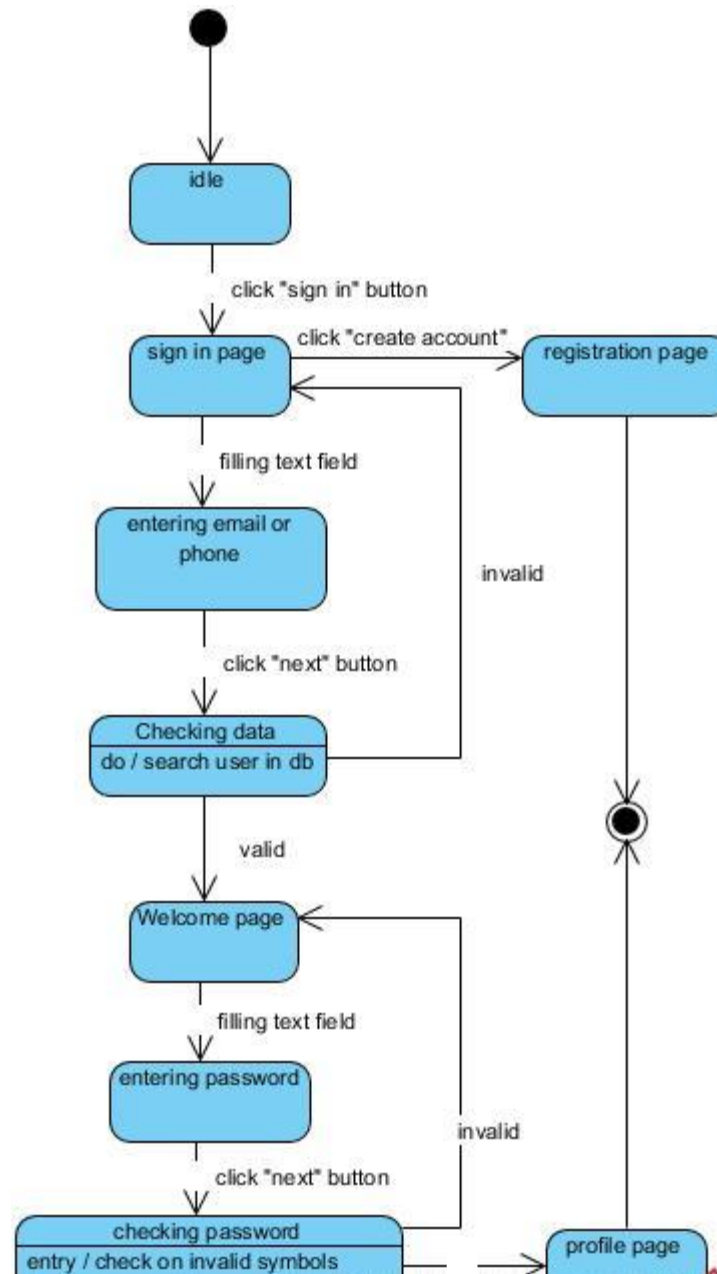 idle
click "sign in" button
sign in page
click "create account"
registration page
filling text field
entering email or
phone
invalid
click "next" button
Checking data
do / search user in db
valid
Welcome page
filling text field
entering password
invalid
click "next" button
checking password
entry / check on invalid symbols
profile page